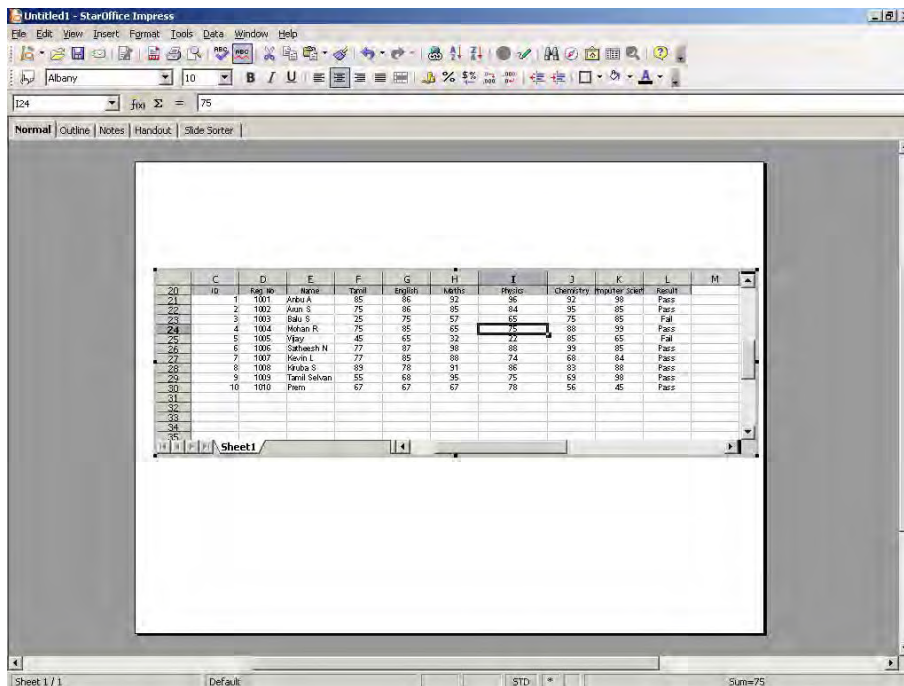 Untitled1 - StarOffice Impress
File Edit View Insert Format Tools Data Window Help
Albany 10 B I U
I24 f(x) Σ = 75
Normal Outline Notes Handout Slide Sorter
C D E F G H I J K L M
20 ID Reg No Name Tamil English Maths Physics Chemistry mputer Scien Result
21 1 1001 Anbu A 85 86 92 96 92 98 Pass
22 2 1002 Arun S 75 86 85 84 95 85 Pass
23 3 1003 Balu S 25 75 57 65 75 85 Fail
24 4 1004 Mohan R 75 85 65 75 88 99 Pass
25 5 1005 Vijay 45 65 32 22 85 65 Fail
26 6 1006 Satheesh N 77 87 98 88 99 85 Pass
27 7 1007 Kevin L 77 85 88 74 68 84 Pass
28 8 1008 Kiruba S 89 78 91 86 83 88 Pass
29 9 1009 Tamil Selvan 55 68 95 75 69 98 Pass
30 10 1010 Prem 67 67 67 78 56 45 Pass
31
32
33
34
35
Sheet1
Sheet 1 / 1 Default STD * Sum=75